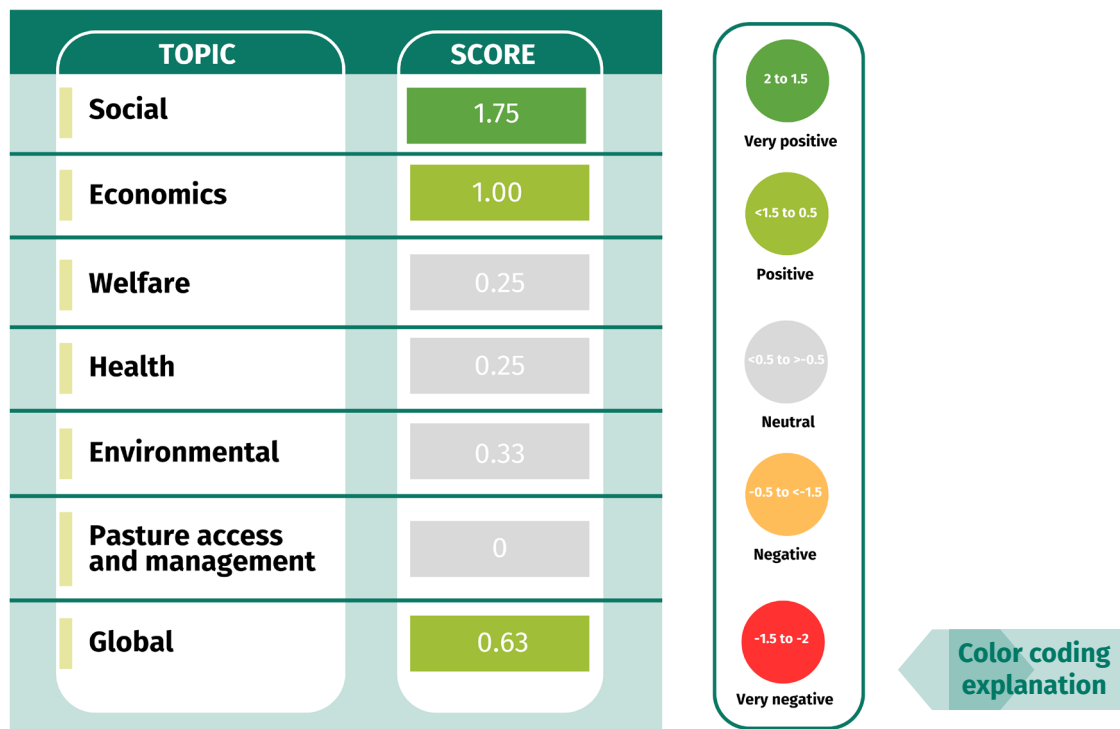 TOPIC SCORE
Social 1.75
Economics 1.00
Welfare 0.25
Health 0.25
Environmental 0.33
Pasture access
and management 0
Global 0.63
2 to 1.5
Very positive
<1.5 to 0.5
Positive
<0.5 to >-0.5
Neutral
-0.5 to <-1.5
Negative
-1.5 to -2
Very negative
Color coding
explanation